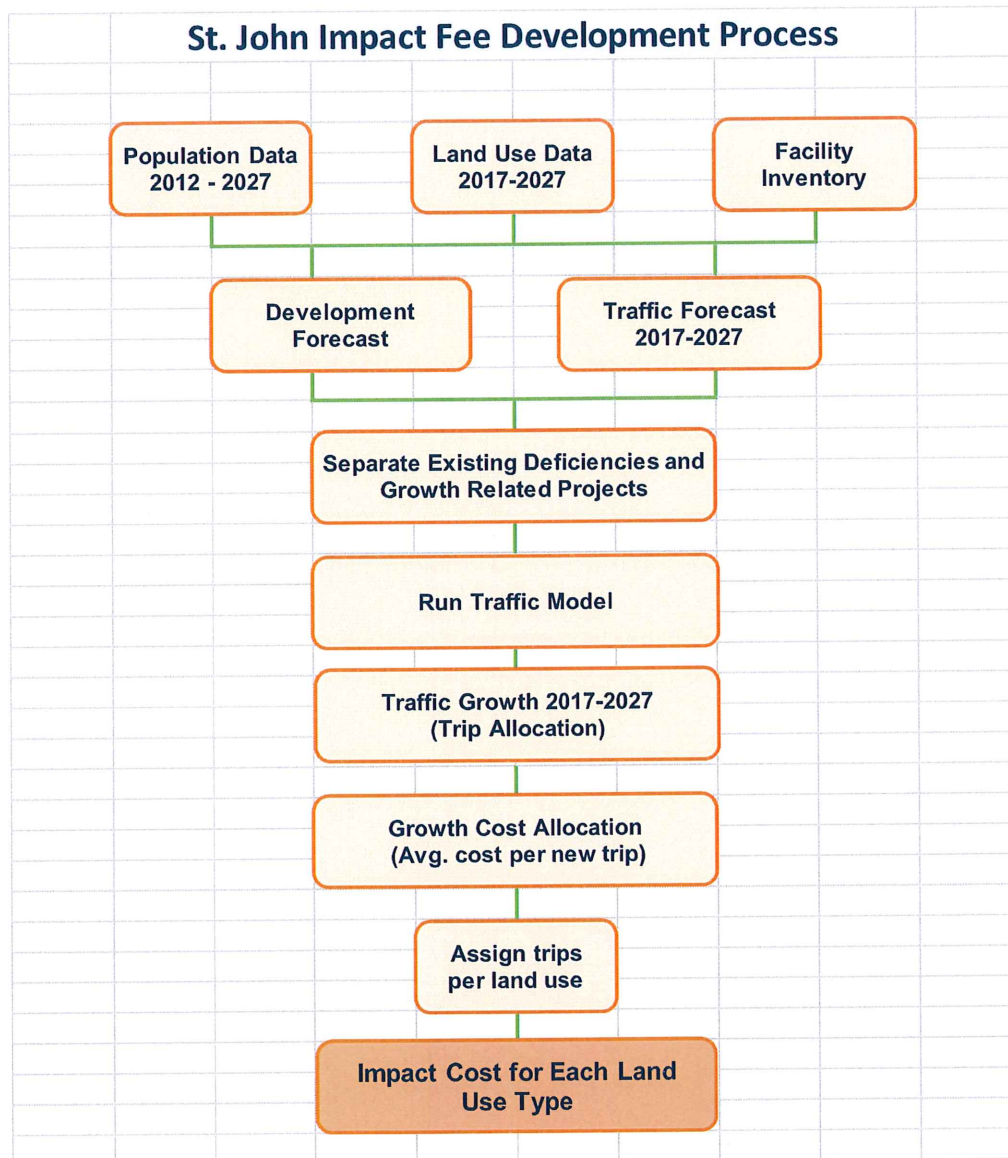 St. John Impact Fee Development Process
Population Data
2012 - 2027
Land Use Data
2017-2027
Facility
Inventory
Development
Forecast
Traffic Forecast
2017-2027
Separate Existing Deficiencies and
Growth Related Projects
Run Traffic Model
Traffic Growth 2017-2027
(Trip Allocation)
Growth Cost Allocation
(Avg. cost per new trip)
Assign trips
per land use
Impact Cost for Each Land
Use Type